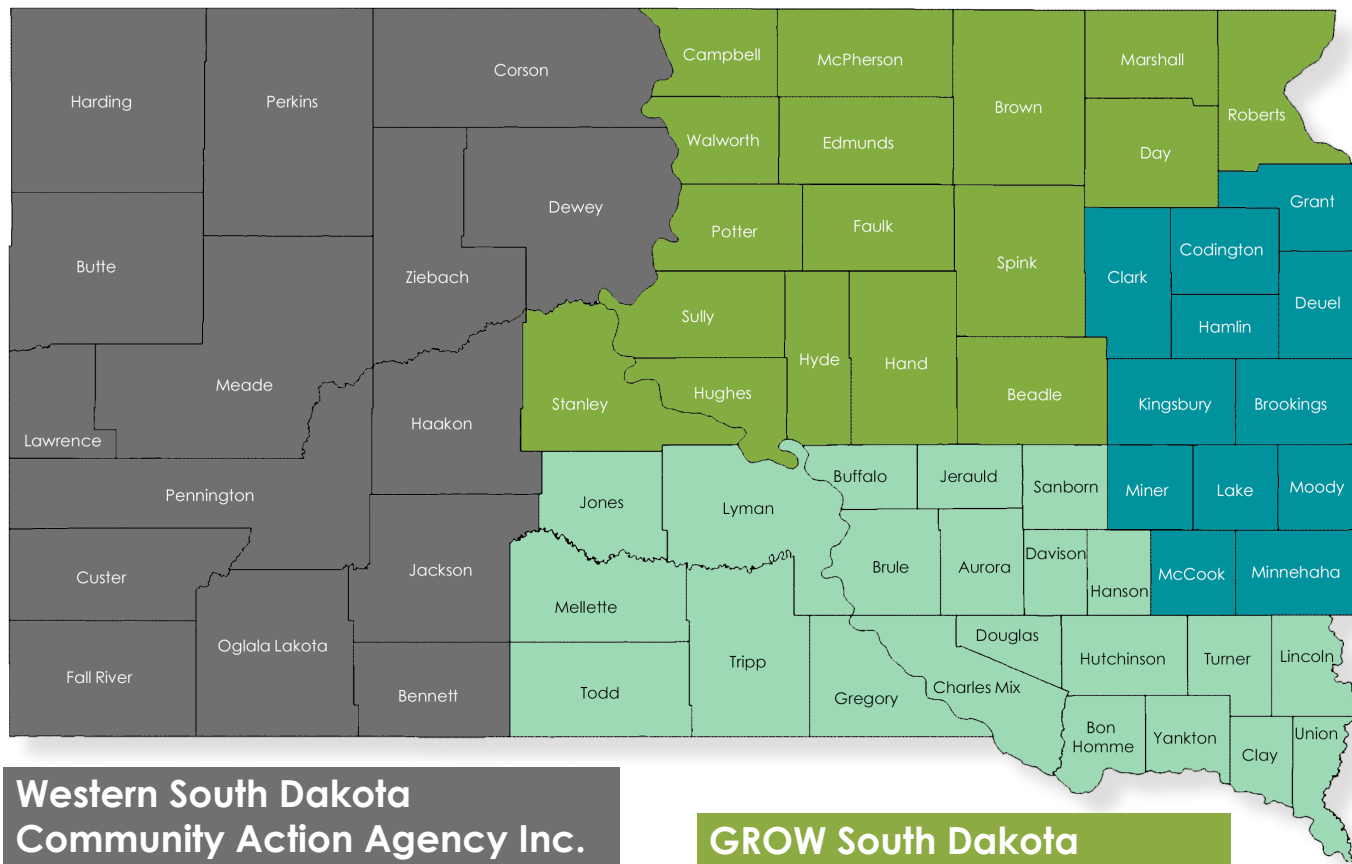 Campbell
McPherson
Marshall
Corson
Harding
Perkins
Brown
Roberts
Walworth
Edmunds
Day
Grant
Dewey
Potter
Faulk
Codington
Butte
Ziebach
Spink
Clark
Deuel
Sully
Hamlin
Hyde
Hand
Meade
Hughes
Beadle
Kingsbury
Brookings
Stanley
Haakon
Lawrence
Buffalo
Jerauld
Sanborn
Miner
Lake
Moody
Pennington
Jones
Lyman
Davison
Custer
Jackson
Brule
Aurora
McCook
Minnehaha
Hanson
Mellette
Douglas
Oglala Lakota
Tripp
Hutchinson
Turner
Lincoln
Fall River
Bennett
Todd
Gregory
Charles Mix
Bon
Homme
Yankton
Clay
Union
Western South Dakota
Community Action Agency Inc.
GROW South Dakota